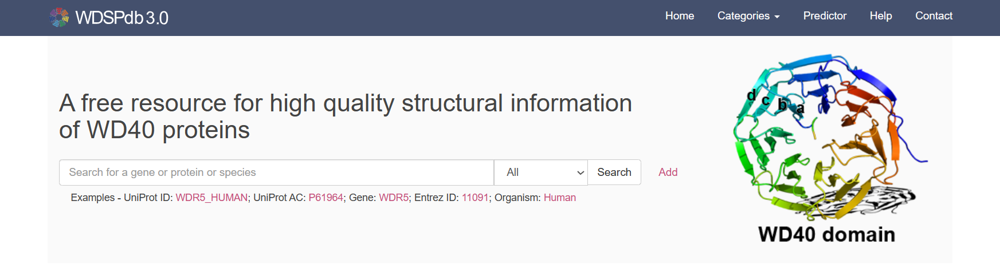 WDSPdb 3.0
Home Categories Predictor Help Contact
A free resource for high quality structural information
of WD40 proteins
Search for a gene or protein or species All Search Add
Examples - UniProt ID: WDR5_HUMAN; UniProt AC: P61964; Gene: WDR5; Entrez ID: 11091; Organism: Human
d c b a
WD40 domain